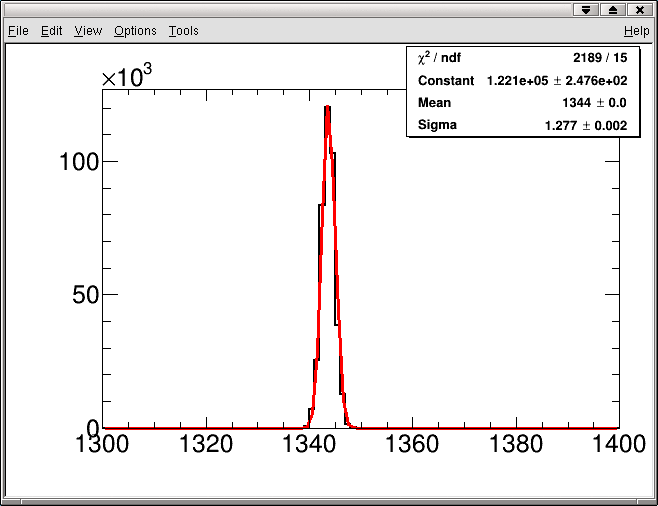 File Edit View Options Tools Help
χ² / ndf 2189 / 15
Constant 1.221e+05 ± 2.476e+02
Mean 1344 ± 0.0
Sigma 1.277 ± 0.002
×10³
100
50
0
1300 1320 1340 1360 1380 1400